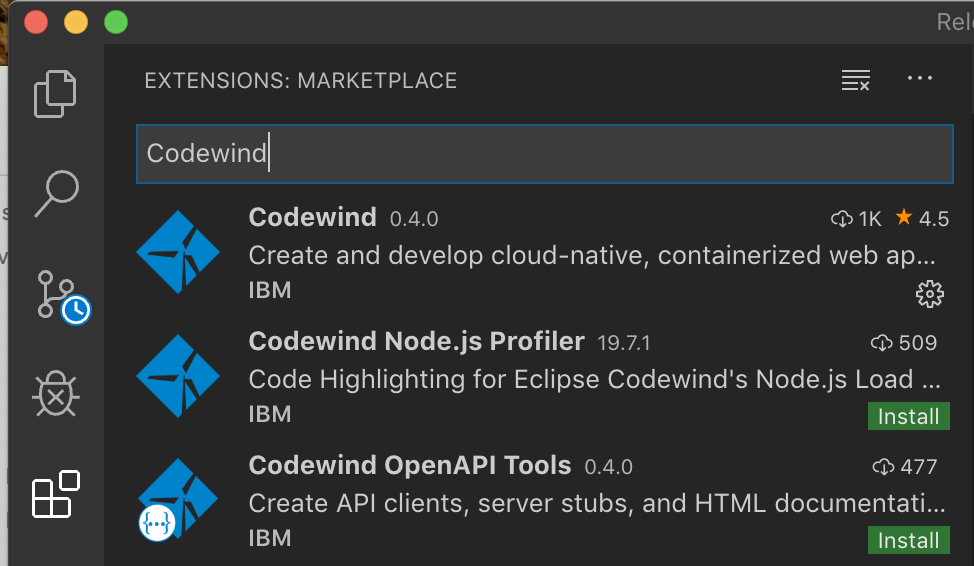 Rel
EXTENSIONS: MARKETPLACE
Codewind
Codewind 0.4.0 1K 4.5
Create and develop cloud-native, containerized web ap...
IBM
Codewind Node.js Profiler 19.7.1 509
Code Highlighting for Eclipse Codewind's Node.js Load ...
IBM
Install
Codewind OpenAPI Tools 0.4.0 477
Create API clients, server stubs, and HTML documentati...
{...}
IBM
Install